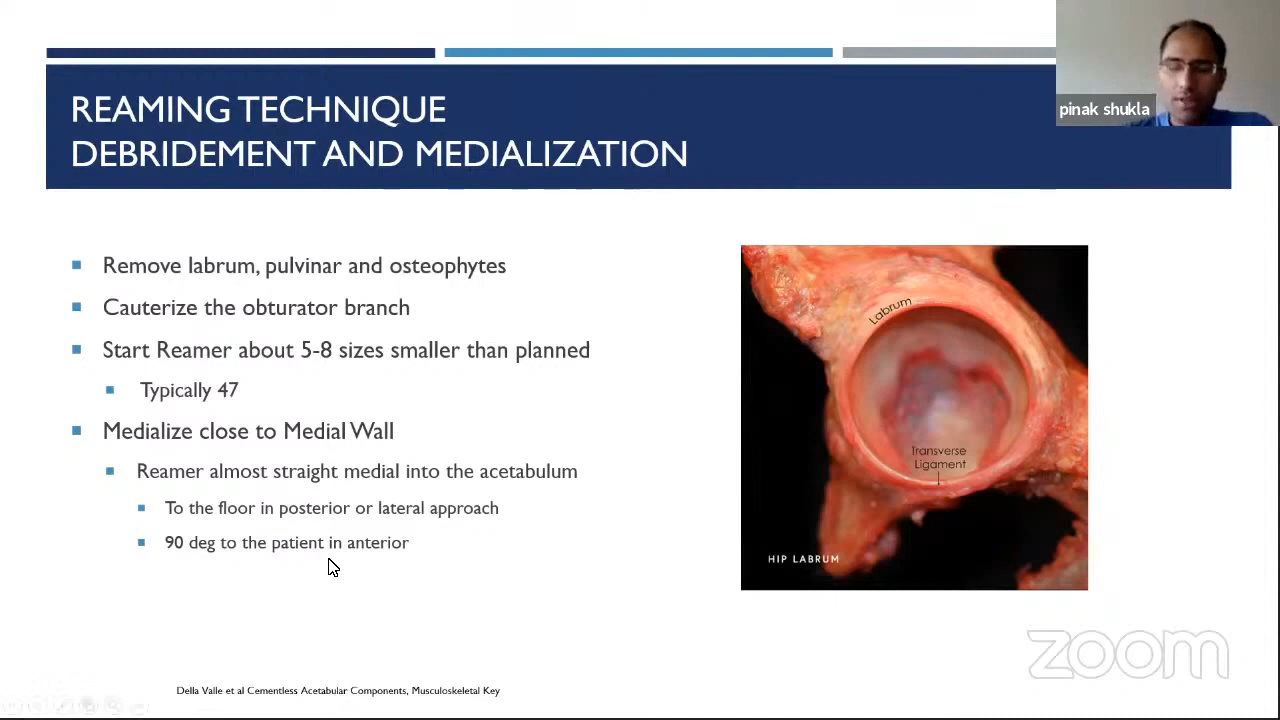 pinak shukla
REAMING TECHNIQUE
DEBRIDEMENT AND MEDIALIZATION
Remove labrum, pulvinar and osteophytes
Cauterize the obturator branch
Start Reamer about 5-8 sizes smaller than planned
Typically 47
Medialize close to Medial Wall
Reamer almost straight medial into the acetabulum
To the floor in posterior or lateral approach
90 deg to the patient in anterior
Labrum
Transverse
Ligament
HIP LABRUM
zoom
Della Valle et al Cementless Acetabular Components, Musculoskeletal Key